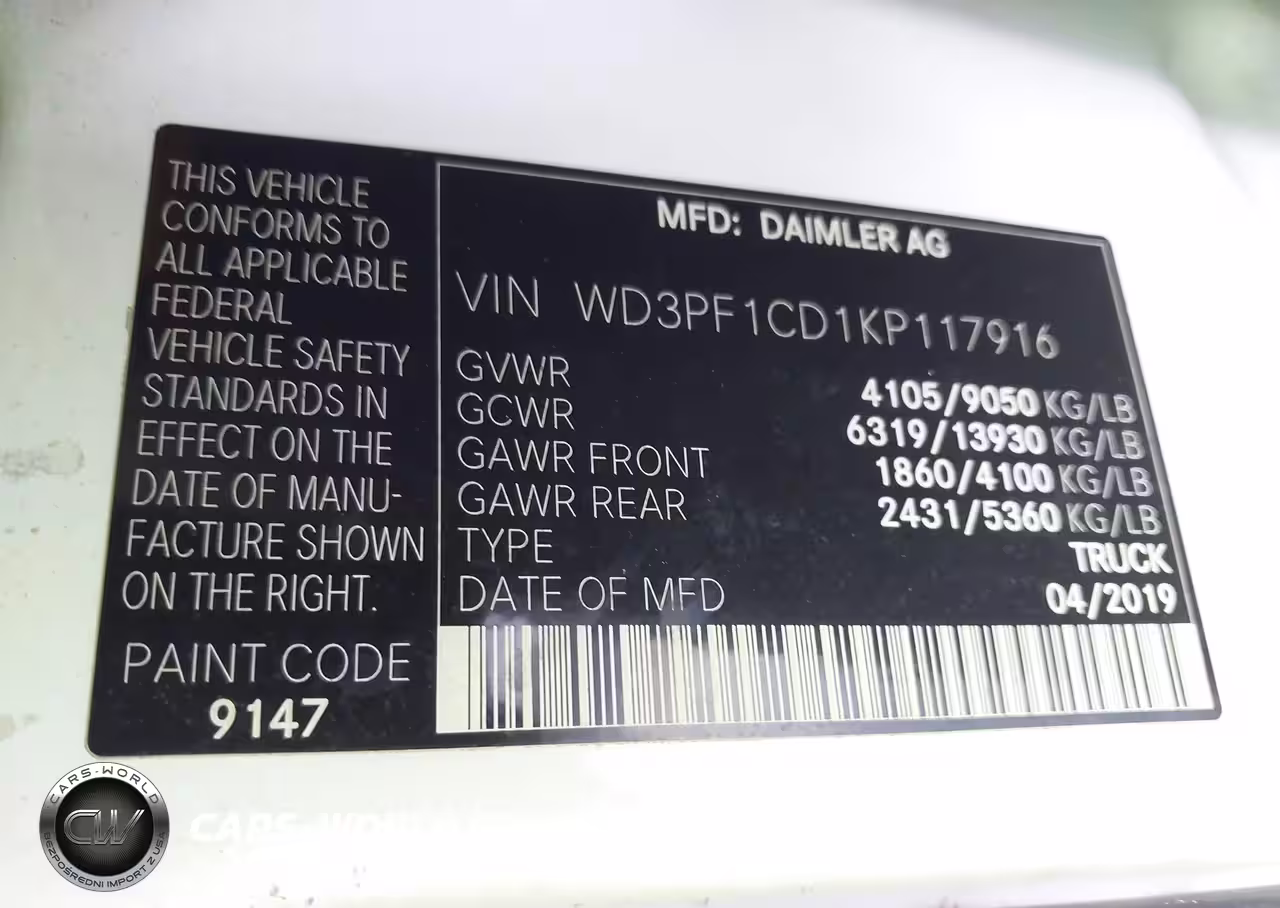 THIS VEHICLE
CONFORMS TO
ALL APPLICABLE
FEDERAL
VEHICLE SAFETY
STANDARDS IN
EFFECT ON THE
DATE OF MANU-
FACTURE SHOWN
ON THE RIGHT.
PAINT CODE
9147
MFD: DAIMLER AG
VIN WD3PF1CD1KP117916
GVWR 4105/9050 KG/LB
GCWR 6319/13930 KG/LB
GAWR FRONT 1860/4100 KG/LB
GAWR REAR 2431/5360 KG/LB
TYPE TRUCK
DATE OF MFD 04/2019
CARS-WORLD
CW
BEZPOŚREDNI IMPORT Z USA